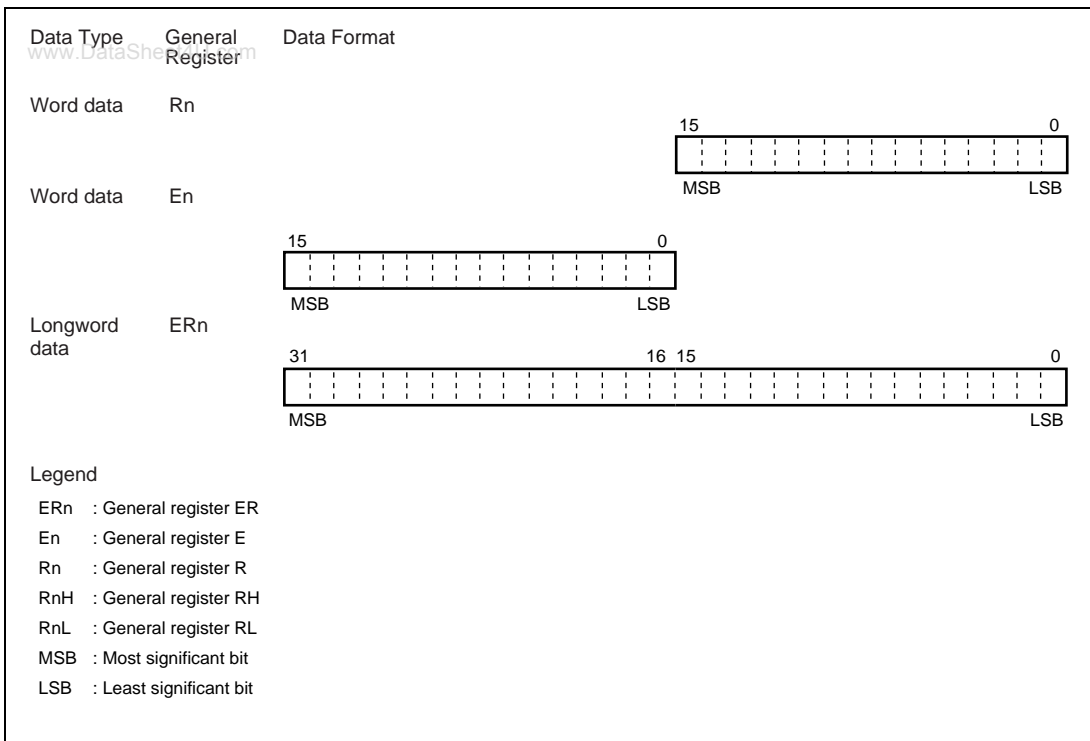 Data Type General Register Data Format
www.DataSheet4U.com
Word data Rn
15 0
MSB LSB
Word data En
15 0
MSB LSB
Longword data ERn
31 16 15 0
MSB LSB
Legend
ERn : General register ER
En : General register E
Rn : General register R
RnH : General register RH
RnL : General register RL
MSB : Most significant bit
LSB : Least significant bit